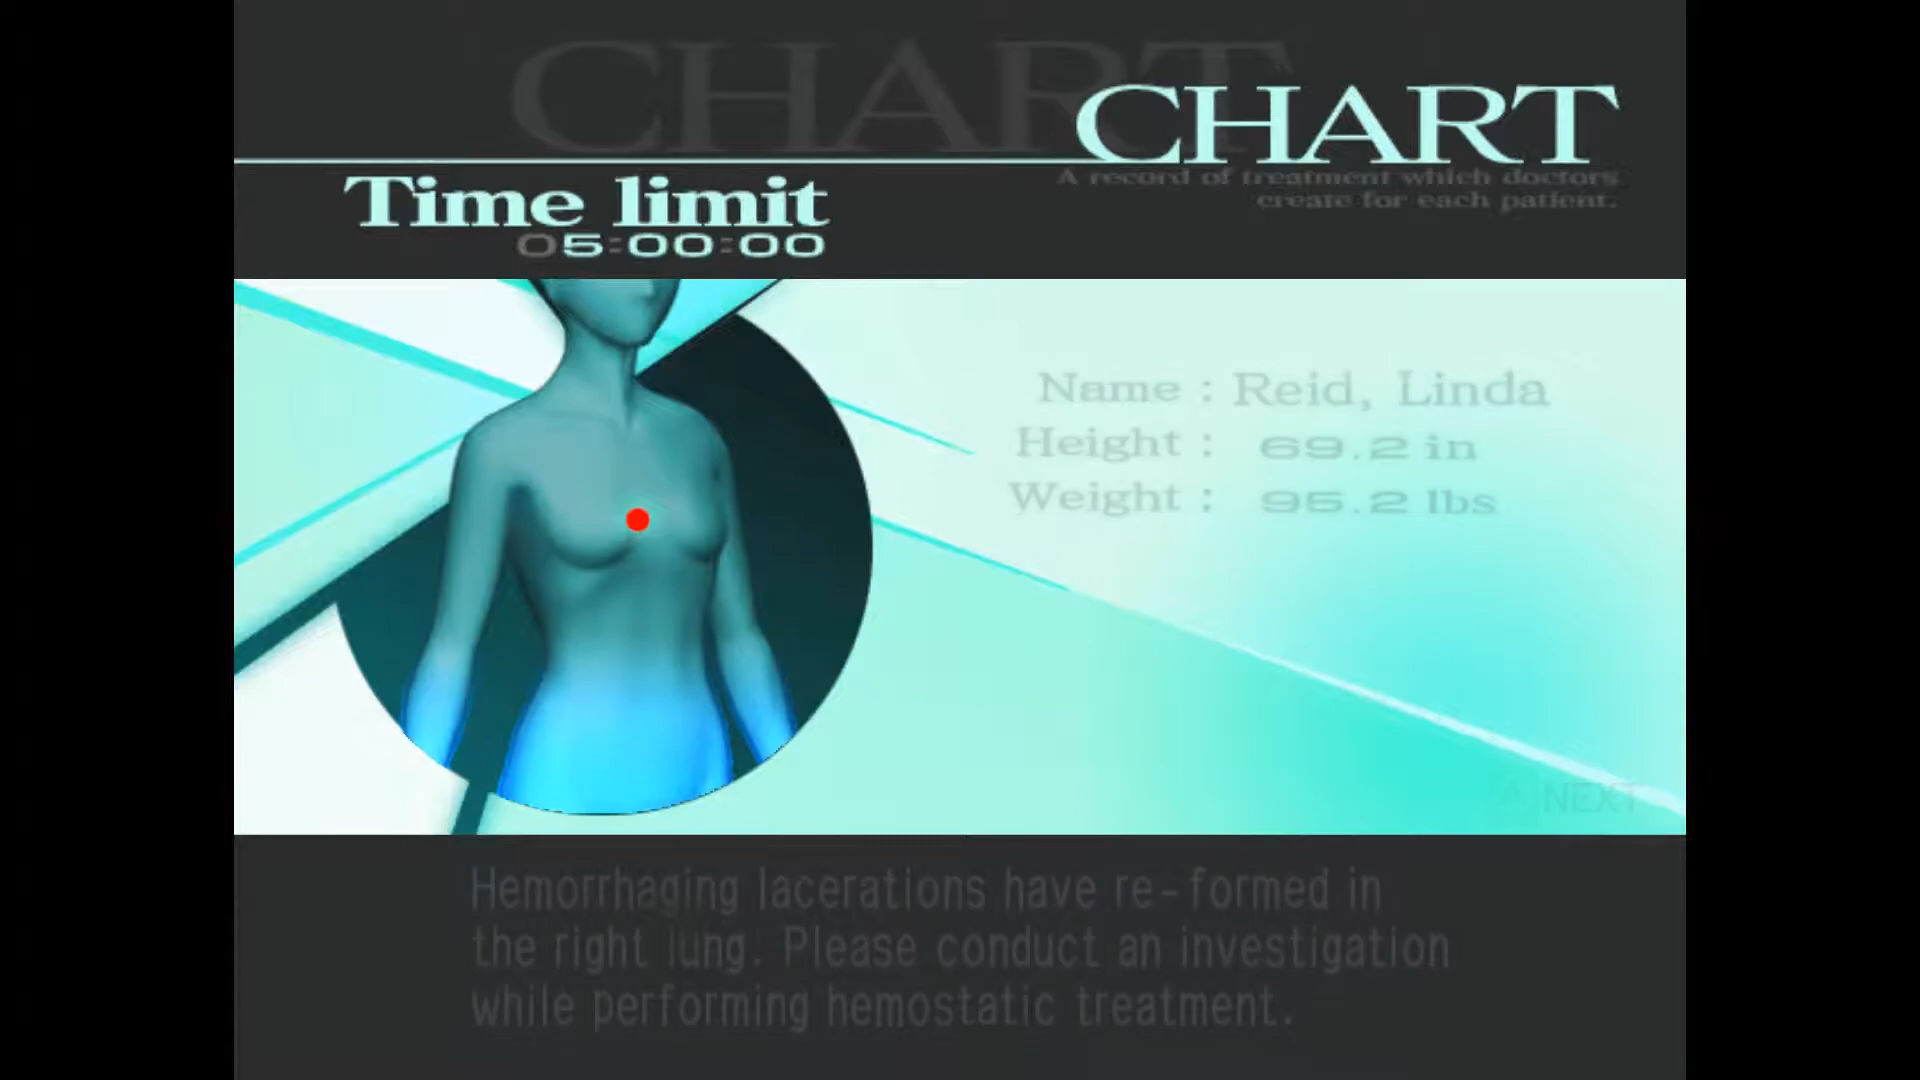 CHART
CHART
A record of treatment which doctors
create for each patient.
Time limit
05:00:00
Name : Reid, Linda
Height : 69.2 in
Weight : 95.2 lbs
A NEXT
Hemorrhaging lacerations have re-formed in
the right lung. Please conduct an investigation
while performing hemostatic treatment.